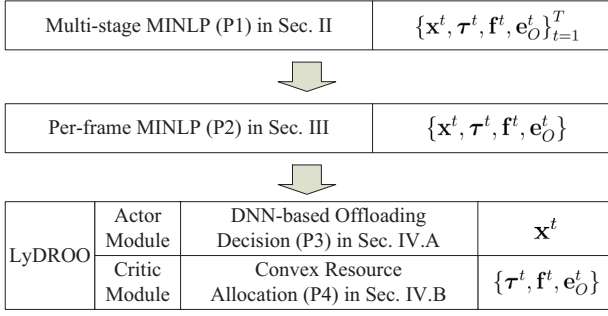 Multi-stage MINLP (P1) in Sec. II {x^t, τ^t, f^t, e_O^t}_{t=1}^T
Per-frame MINLP (P2) in Sec. III {x^t, τ^t, f^t, e_O^t}
LyDROO
Actor
Module
DNN-based Offloading
Decision (P3) in Sec. IV.A
x^t
Critic
Module
Convex Resource
Allocation (P4) in Sec. IV.B
{τ^t, f^t, e_O^t}